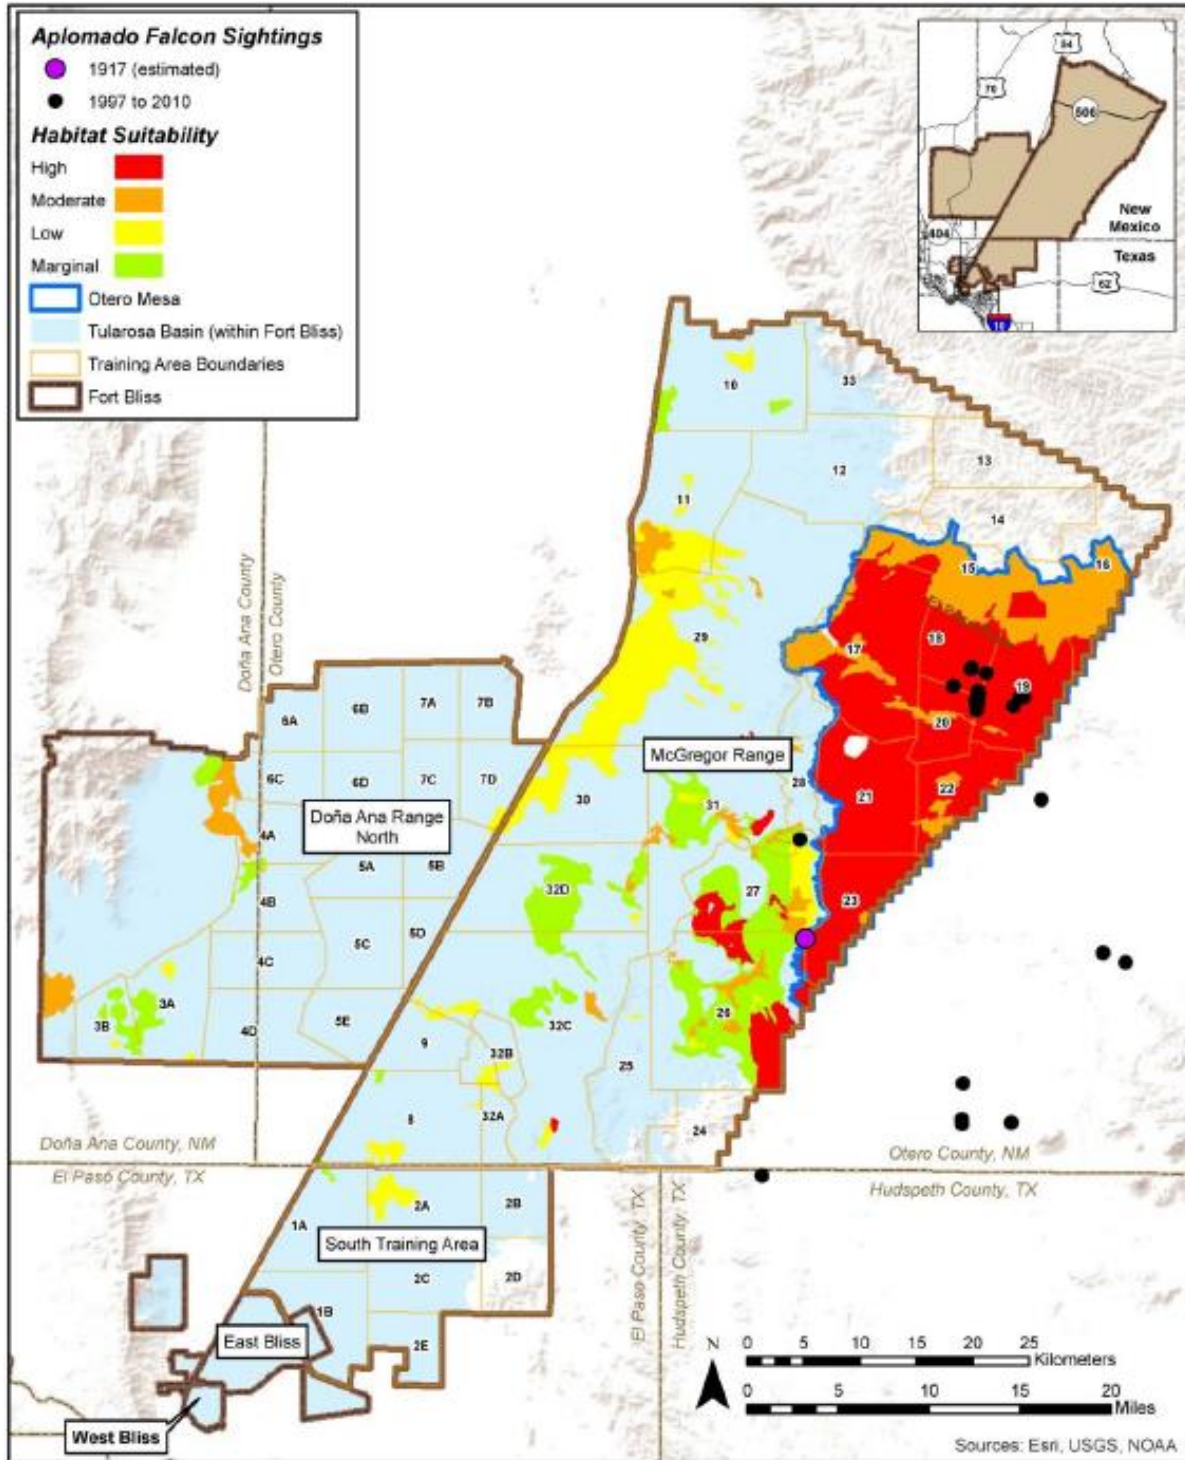 Aplomado Falcon Sightings
1917 (estimated)
1997 to 2010
Habitat Suitability
High
Moderate
Low
Marginal
Otero Mesa
Tularosa Basin (within Fort Bliss)
Training Area Boundaries
Fort Bliss
54
70
506
New
Mexico
404
Texas
62
10
10
33
13
12
11
14
15
16
Doña Ana County
Otero County
29
17
18
19
20
6A
6B
7A
7B
McGregor Range
28
6C
6D
7C
7D
30
31
21
22
Doña Ana Range
North
4A
5A
5B
32D
27
23
4B
5C
5D
4C
3A
3B
4D
5E
9
32C
26
32B
25
8
32A
24
Doña Ana County, NM
El Paso County, TX
Otero County, NM
Hudspeth County, TX
1A
2A
2B
South Training Area
El Paso County TX
Hudspeth County, TX
2C
2D
1B
East Bliss
2E
West Bliss
N
0 5 10 15 20 25
Kilometers
0 5 10 15 20
Miles
Sources: Esri, USGS, NOAA